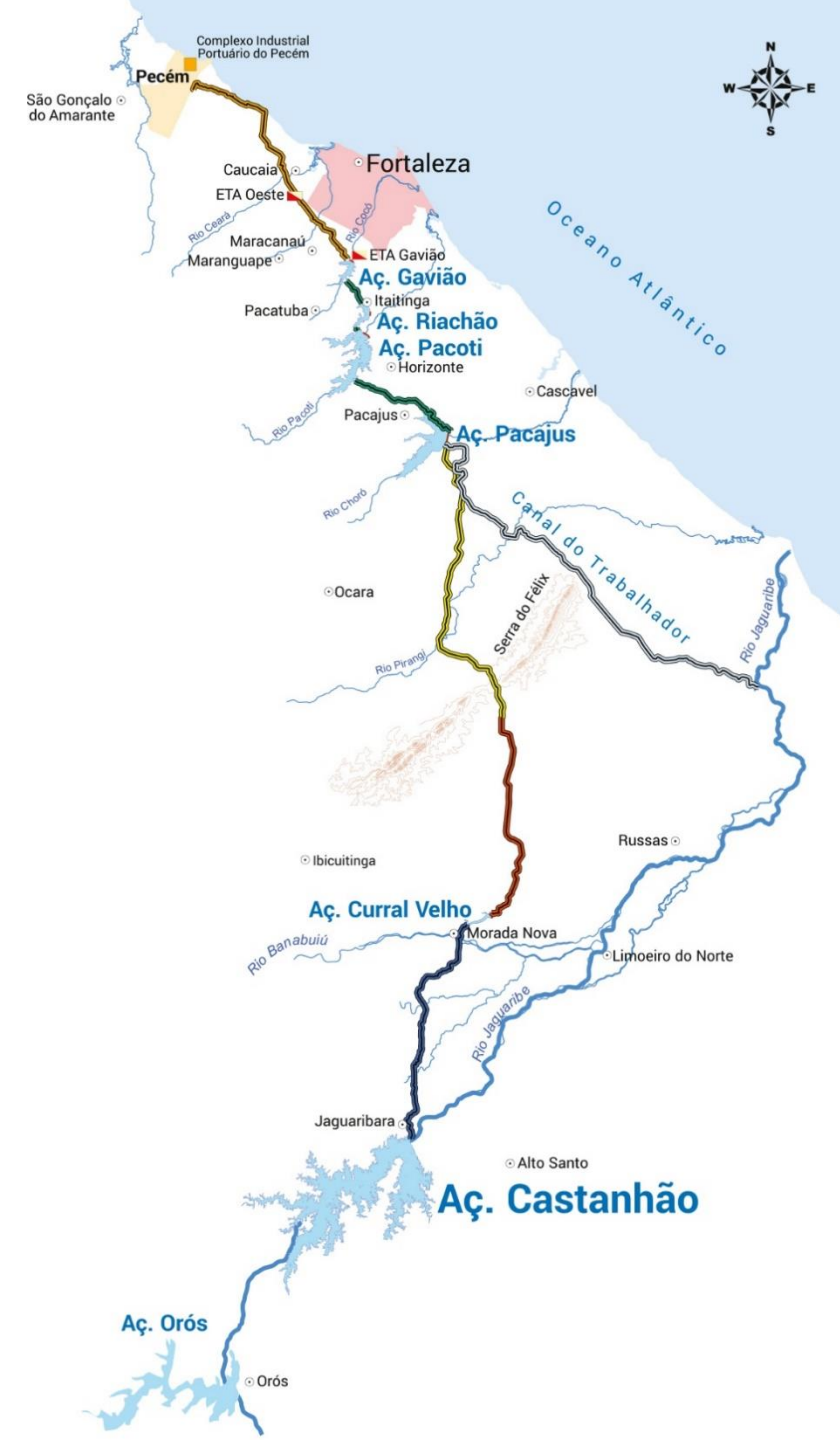 Complexo Industrial
Portuário do Pecém
Pecém
São Gonçalo
do Amarante
N
W
E
S
Fortaleza
Caucaia
ETA Oeste
Rio Ceará
Rio Cocó
Oceano Atlântico
Maracanaú
Maranguape
ETA Gavião
Aç. Gavião
Itaitinga
Pacatuba
Aç. Riachão
Aç. Pacoti
Horizonte
Cascavel
Pacajus
Rio Pacoti
Aç. Pacajus
Rio Choró
Canal do Trabalhador
Ocara
Serra do Félix
Rio Jaguaribe
Rio Pirangi
Russas
Ibicuitinga
Aç. Curral Velho
Morada Nova
Rio Banabuiú
Limoeiro do Norte
Rio Jaguaribe
Jaguaribara
Alto Santo
Aç. Castanhão
Aç. Orós
Orós